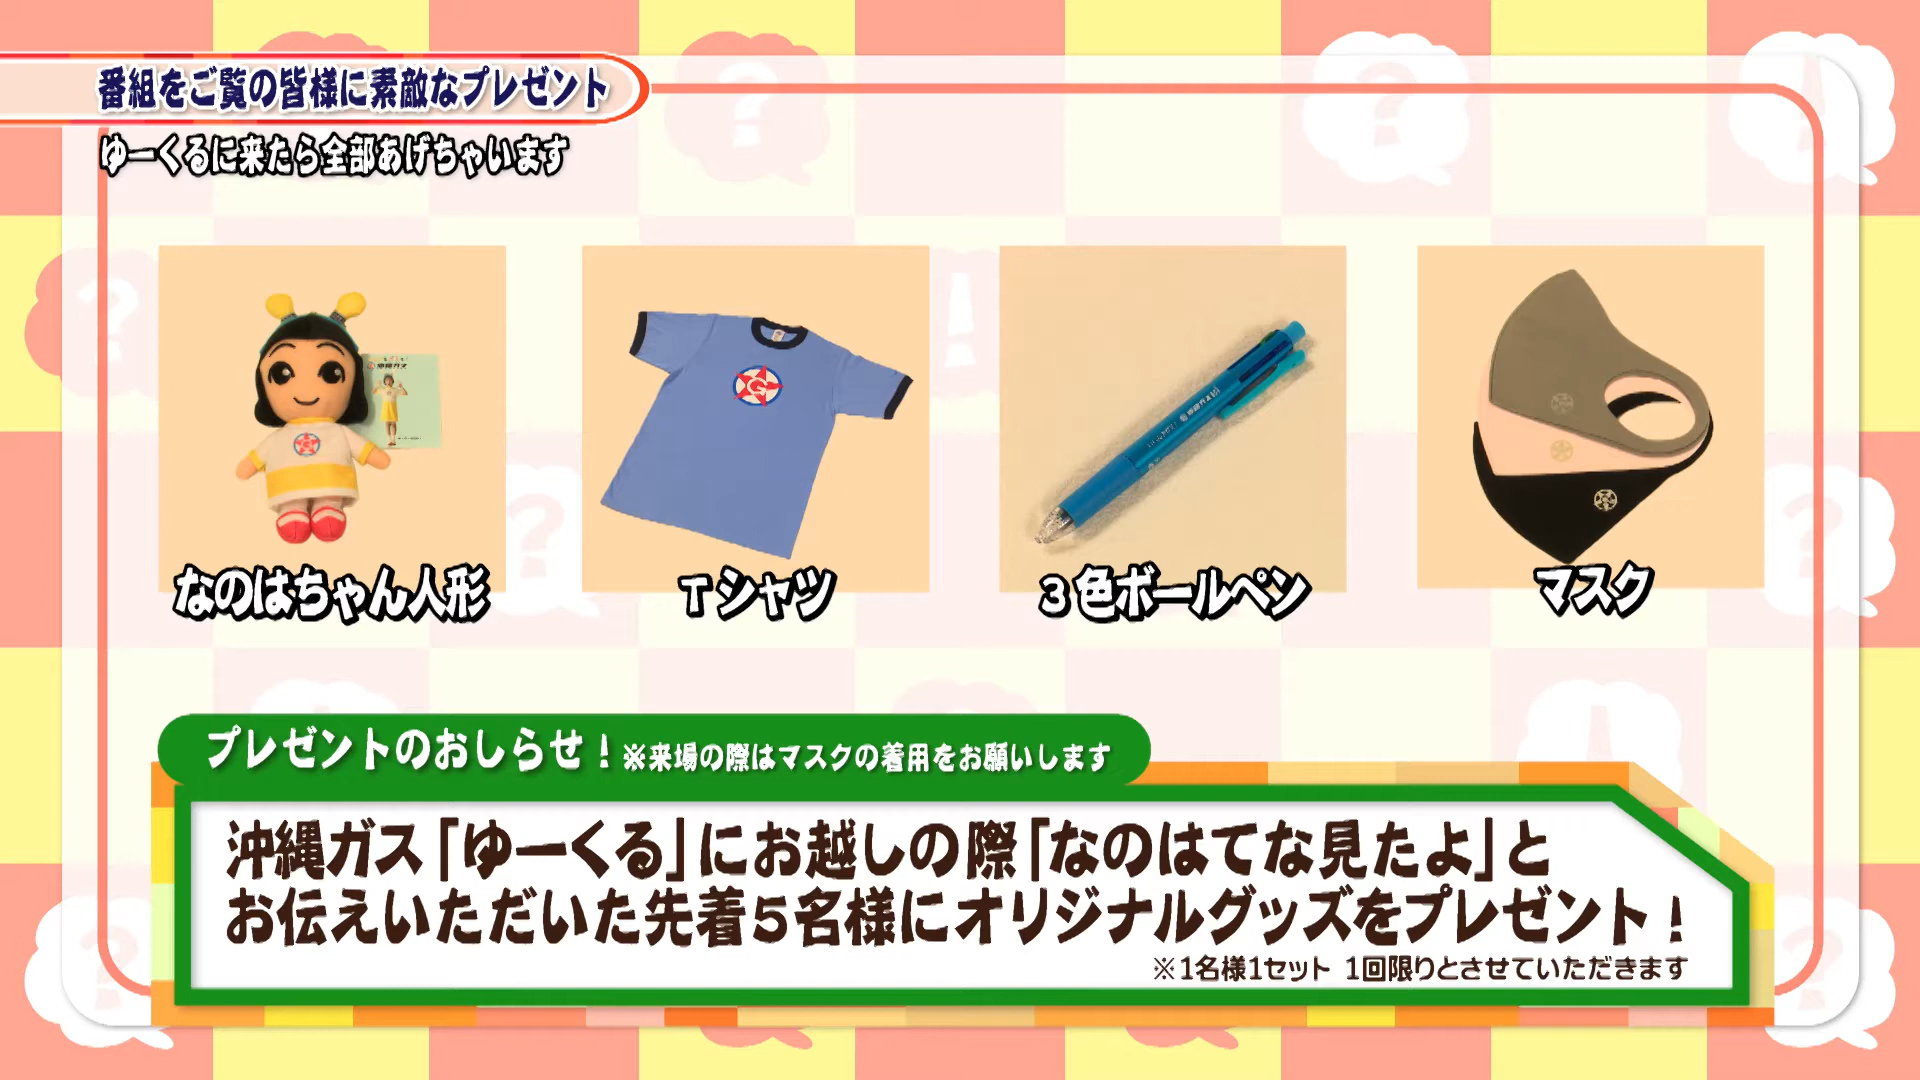 番組をご覧の皆様に素敵なプレゼント
ゆーくるに来たら全部あげちゃいます
沖縄ガス
G
なのはちゃん人形
Tシャツ
3色ボールペン
マスク
プレゼントのおしらせ!※来場の際はマスクの着用をお願いします
沖縄ガス「ゆーくる」にお越しの際「なのはてな見たよ」と
お伝えいただいた先着5名様にオリジナルグッズをプレゼント!
※1名様1セット 1回限りとさせていただきます